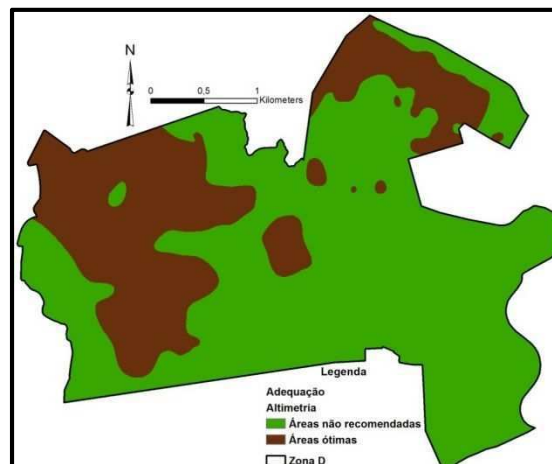 N
0 0,5 1
Kilometers
Legenda
Adequação
Altimetria
Áreas não recomendadas
Áreas ótimas
Zona D